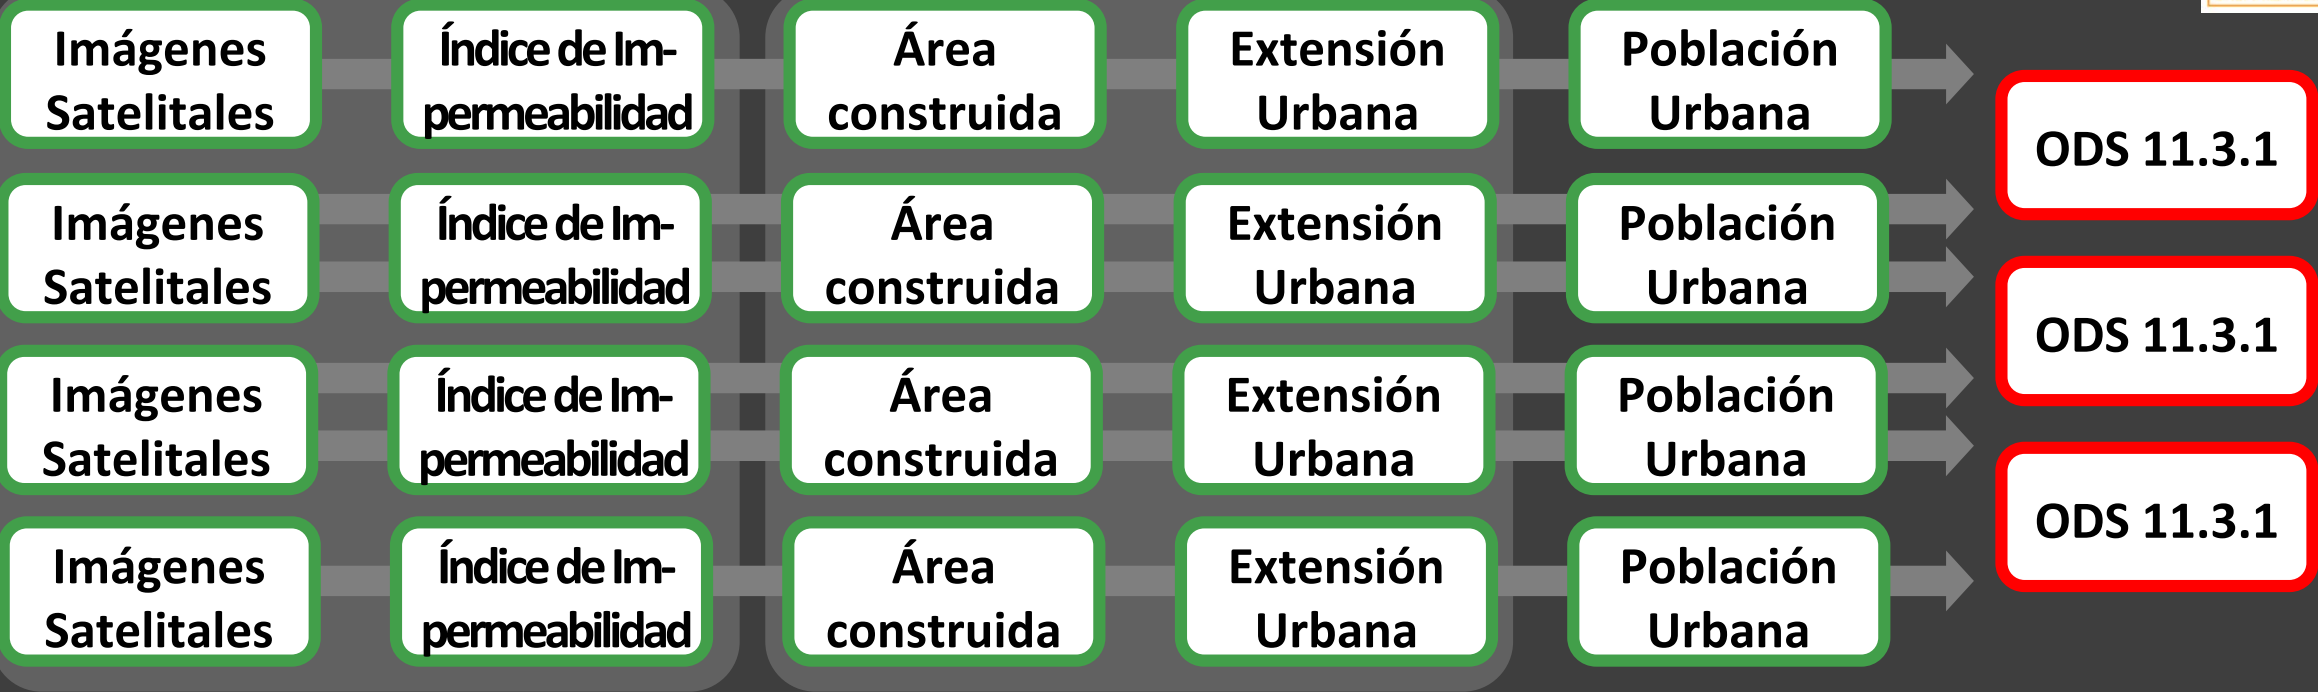 Imágenes
Satelitales
Índice de Im-
permeabilidad
Área
construida
Extensión
Urbana
Población
Urbana
ODS 11.3.1
Imágenes
Satelitales
Índice de Im-
permeabilidad
Área
construida
Extensión
Urbana
Población
Urbana
ODS 11.3.1
Imágenes
Satelitales
Índice de Im-
permeabilidad
Área
construida
Extensión
Urbana
Población
Urbana
ODS 11.3.1
Imágenes
Satelitales
Índice de Im-
permeabilidad
Área
construida
Extensión
Urbana
Población
Urbana